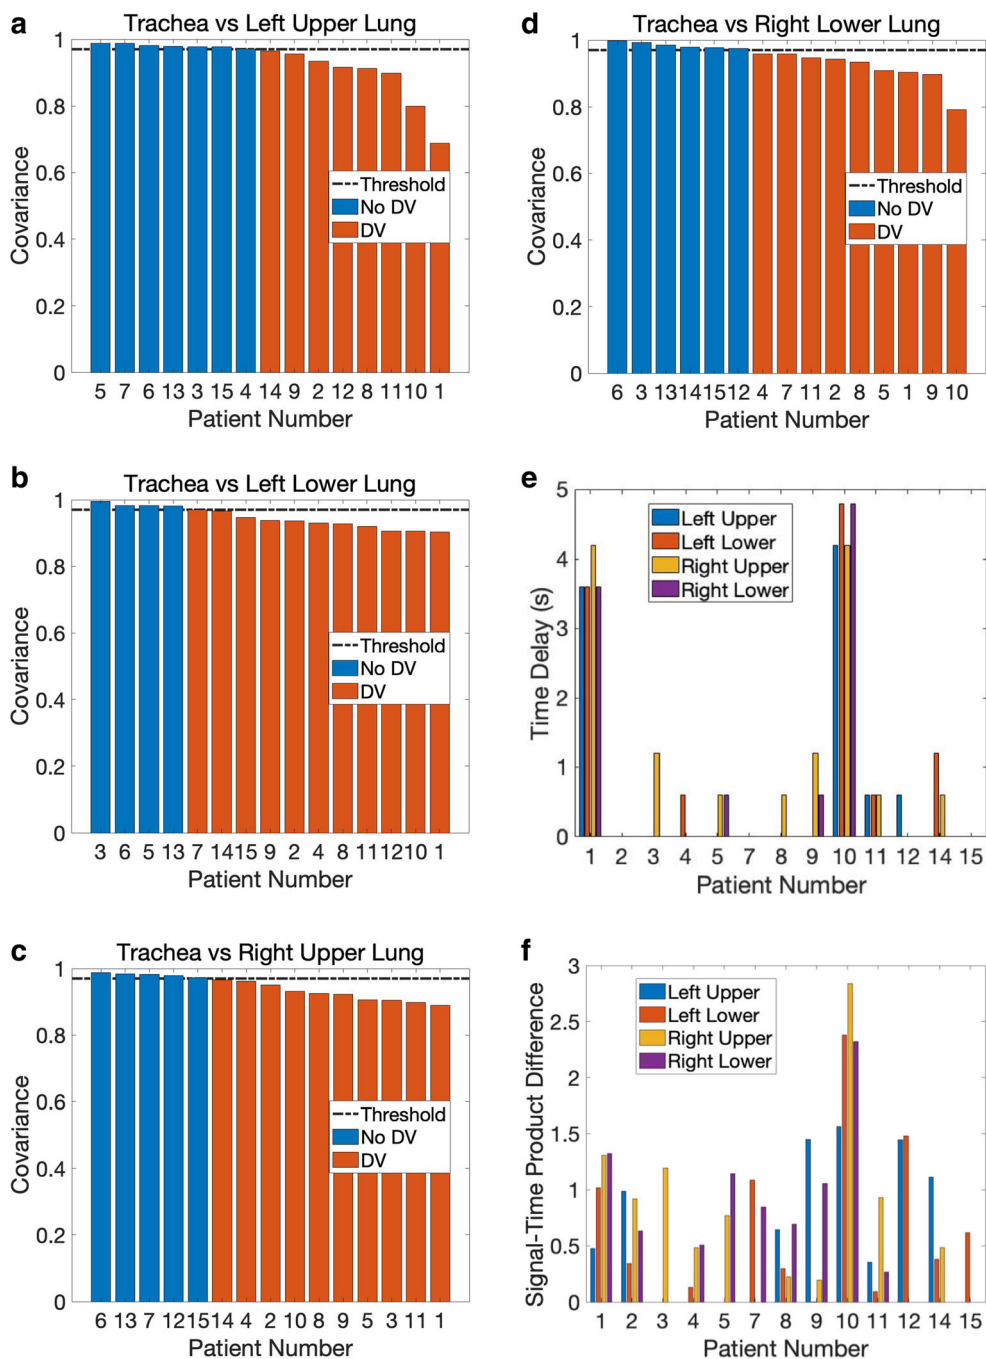 a
Trachea vs Left Upper Lung
1
0.8
0.6
0.4
0.2
0
Covariance
Threshold
No DV
DV
5 7 6 13 3 15 4 14 9 2 12 8 11 10 1
Patient Number
b
Trachea vs Left Lower Lung
1
0.8
0.6
0.4
0.2
0
Covariance
Threshold
No DV
DV
3 6 5 13 7 14 15 9 2 4 8 11 12 10 1
Patient Number
c
Trachea vs Right Upper Lung
1
0.8
0.6
0.4
0.2
0
Covariance
Threshold
No DV
DV
6 13 7 12 15 14 4 2 10 8 9 5 3 11 1
Patient Number
d
Trachea vs Right Lower Lung
1
0.8
0.6
0.4
0.2
0
Covariance
Threshold
No DV
DV
6 3 13 14 15 12 4 7 11 2 8 5 1 9 10
Patient Number
e
5
4
3
2
1
0
Time Delay (s)
Left Upper
Left Lower
Right Upper
Right Lower
1 2 3 4 5 7 8 9 10 11 12 14 15
Patient Number
f
3
2.5
2
1.5
1
0.5
0
Signal-Time Product Difference
Left Upper
Left Lower
Right Upper
Right Lower
1 2 3 4 5 7 8 9 10 11 12 14 15
Patient Number